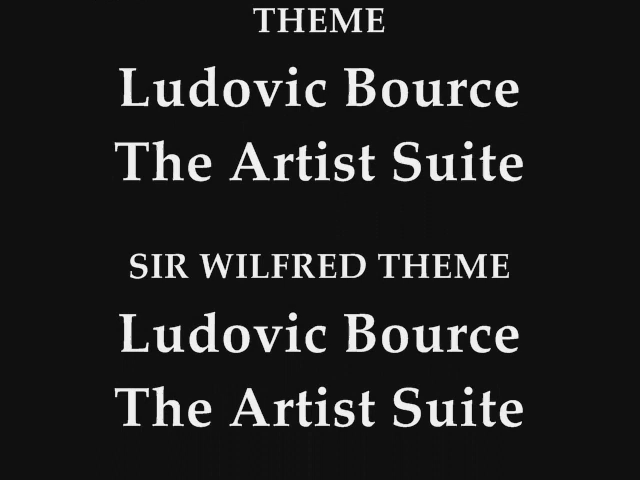 THEME
Ludovic Bource
The Artist Suite
SIR WILFRED THEME
Ludovic Bource
The Artist Suite